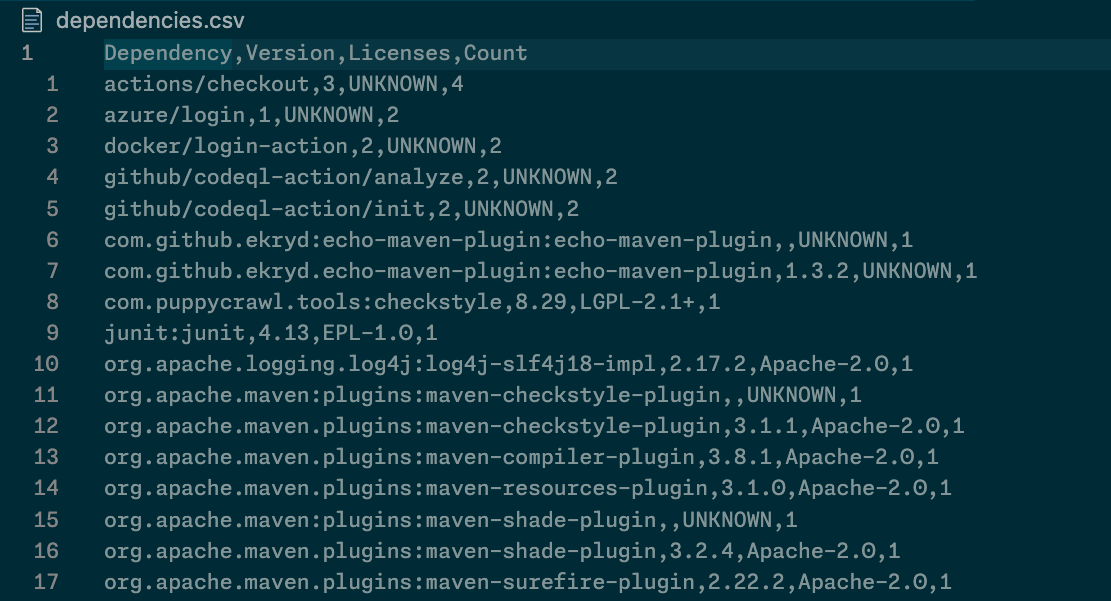 dependencies.csv
1 Dependency,Version,Licenses,Count
1 actions/checkout,3,UNKNOWN,4
2 azure/login,1,UNKNOWN,2
3 docker/login-action,2,UNKNOWN,2
4 github/codeql-action/analyze,2,UNKNOWN,2
5 github/codeql-action/init,2,UNKNOWN,2
6 com.github.ekryd:echo-maven-plugin:echo-maven-plugin,,UNKNOWN,1
7 com.github.ekryd.echo-maven-plugin:echo-maven-plugin,1.3.2,UNKNOWN,1
8 com.puppycrawl.tools:checkstyle,8.29,LGPL-2.1+,1
9 junit:junit,4.13,EPL-1.0,1
10 org.apache.logging.log4j:log4j-slf4j18-impl,2.17.2,Apache-2.0,1
11 org.apache.maven:plugins:maven-checkstyle-plugin,,UNKNOWN,1
12 org.apache.maven.plugins:maven-checkstyle-plugin,3.1.1,Apache-2.0,1
13 org.apache.maven.plugins:maven-compiler-plugin,3.8.1,Apache-2.0,1
14 org.apache.maven.plugins:maven-resources-plugin,3.1.0,Apache-2.0,1
15 org.apache.maven:plugins:maven-shade-plugin,,UNKNOWN,1
16 org.apache.maven.plugins:maven-shade-plugin,3.2.4,Apache-2.0,1
17 org.apache.maven.plugins:maven-surefire-plugin,2.22.2,Apache-2.0,1